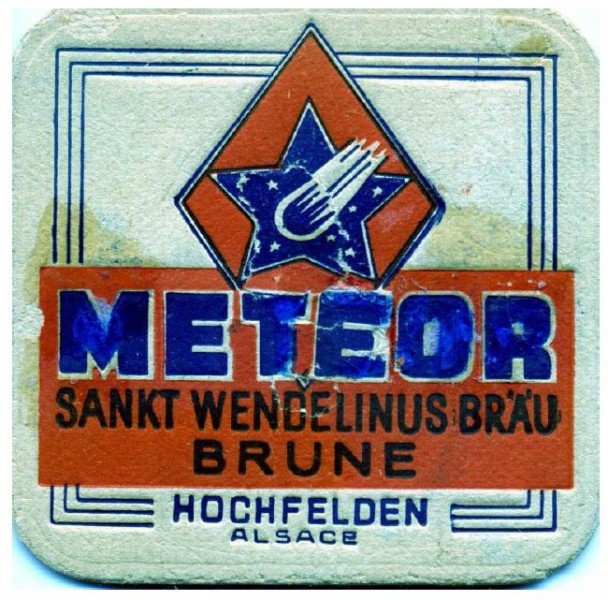 METEOR
SANKT WENDELINUS BRÄU
BRUNE
HOCHFELDEN
ALSACE